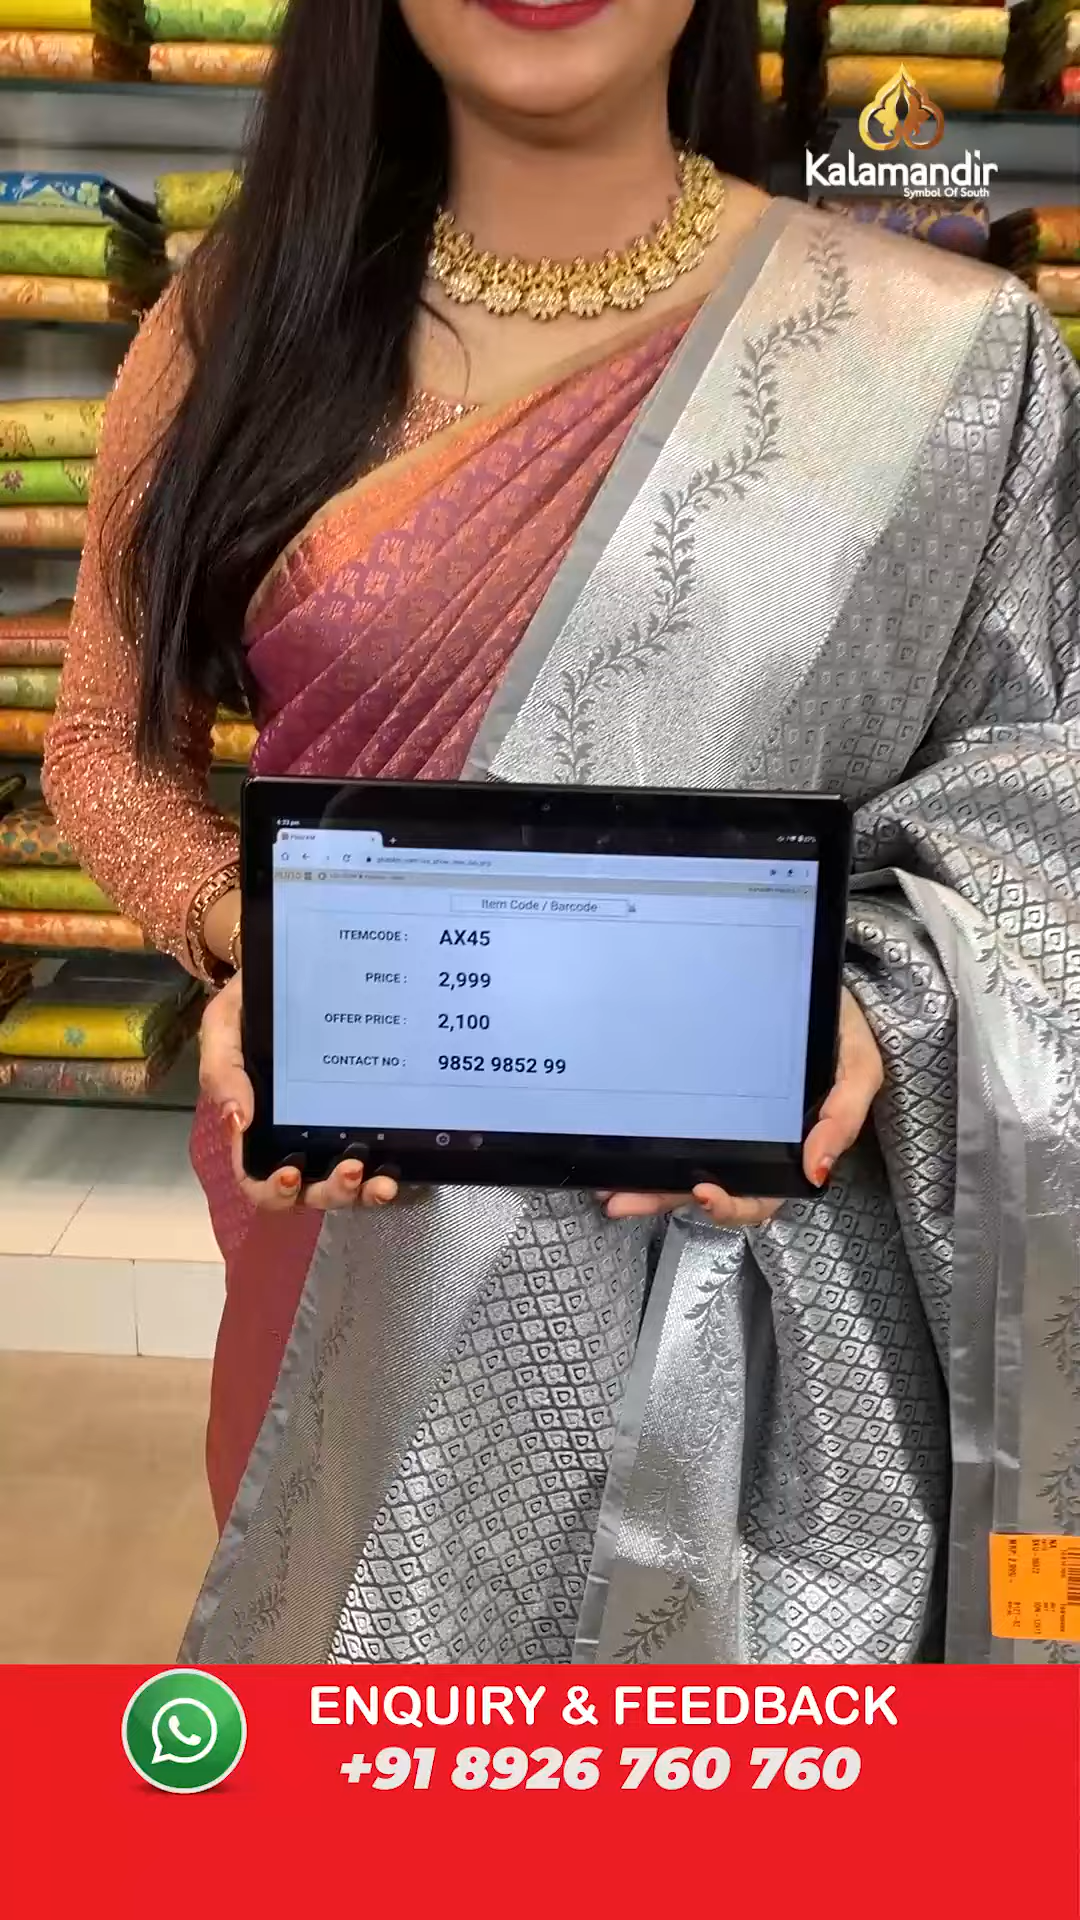 Kalamandir
Symbol Of South
Item Code / Barcode
ITEMCODE : AX45
PRICE : 2,999
OFFER PRICE : 2,100
CONTACT NO : 9852 9852 99
ENQUIRY & FEEDBACK
+91 8926 760 760